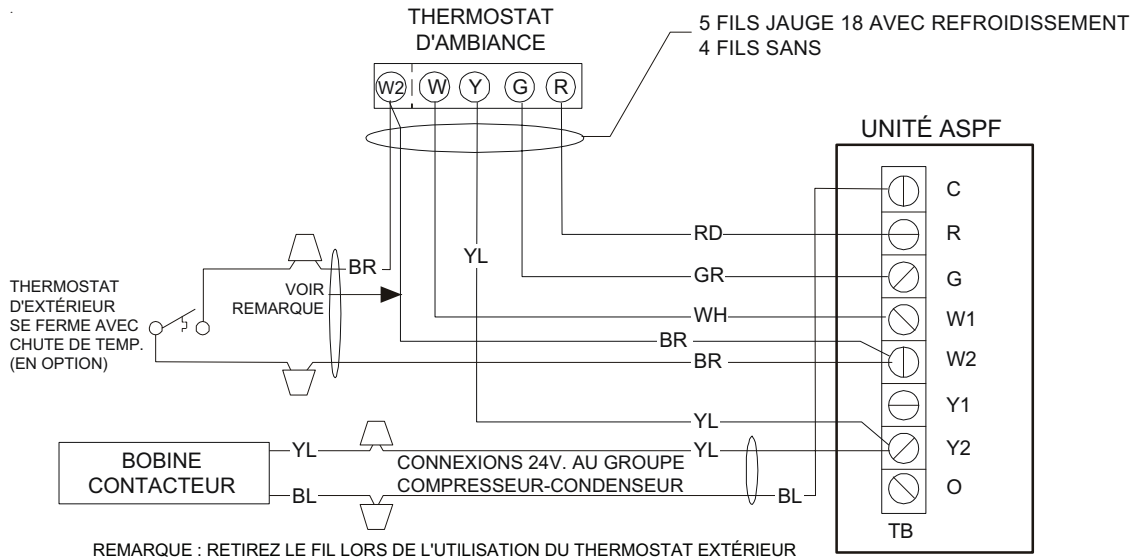 THERMOSTAT
D'AMBIANCE
5 FILS JAUGE 18 AVEC REFROIDISSEMENT
4 FILS SANS
W2 W Y G R
UNITÉ ASPF
C
RD
R
YL
GR
G
BR
THERMOSTAT
D'EXTÉRIEUR
SE FERME AVEC
CHUTE DE TEMP.
(EN OPTION)
VOIR
REMARQUE
WH
W1
BR
BR
W2
Y1
YL
BOBINE
CONTACTEUR
YL
CONNEXIONS 24V. AU GROUPE
COMPRESSEUR-CONDENSEUR
YL
Y2
BL
BL
O
TB
REMARQUE : RETIREZ LE FIL LORS DE L'UTILISATION DU THERMOSTAT EXTÉRIEUR